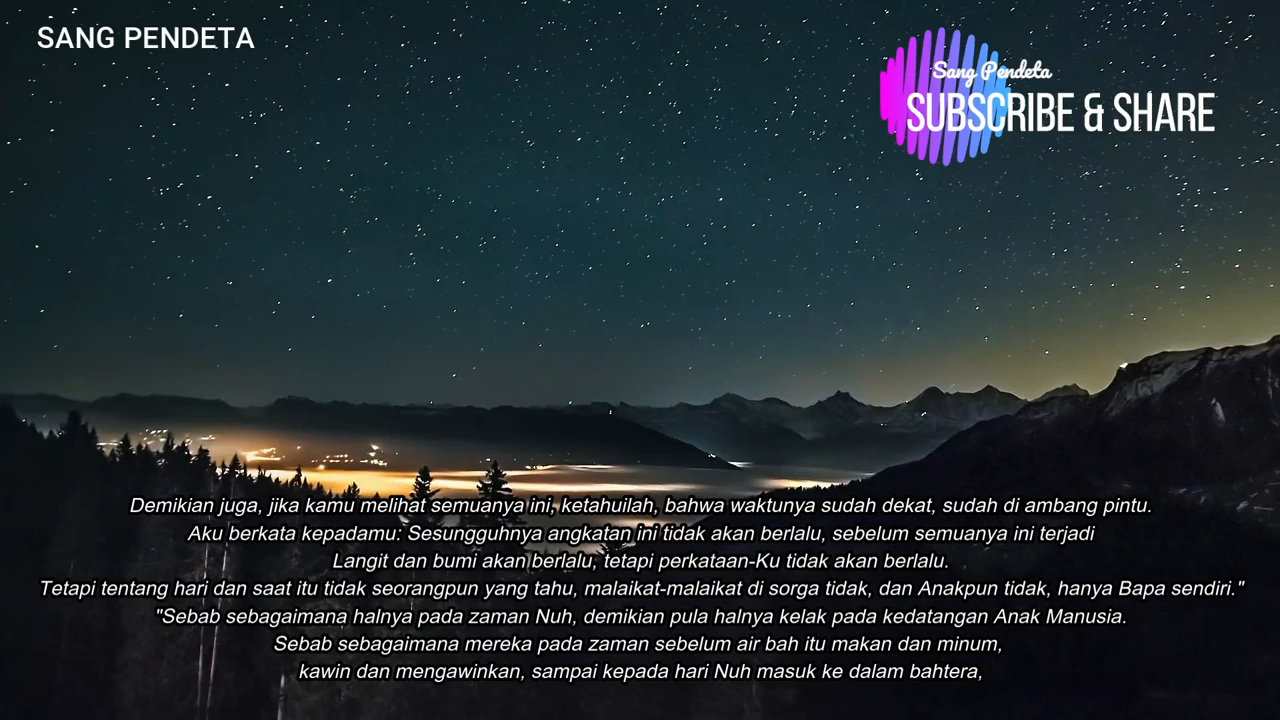 SANG PENDETA
Sang Pendeta
SUBSCRIBE & SHARE
Demikian juga, jika kamu melihat semuanya ini, ketahuilah, bahwa waktunya sudah dekat, sudah di ambang pintu.
Aku berkata kepadamu: Sesungguhnya angkatan ini tidak akan berlalu, sebelum semuanya ini terjadi
Langit dan bumi akan berlalu, tetapi perkataan-Ku tidak akan berlalu.
Tetapi tentang hari dan saat itu tidak seorangpun yang tahu, malaikat-malaikat di sorga tidak, dan Anakpun tidak, hanya Bapa sendiri."
"Sebab sebagaimana halnya pada zaman Nuh, demikian pula halnya kelak pada kedatangan Anak Manusia.
Sebab sebagaimana mereka pada zaman sebelum air bah itu makan dan minum,
kawin dan mengawinkan, sampai kepada hari Nuh masuk ke dalam bahtera,